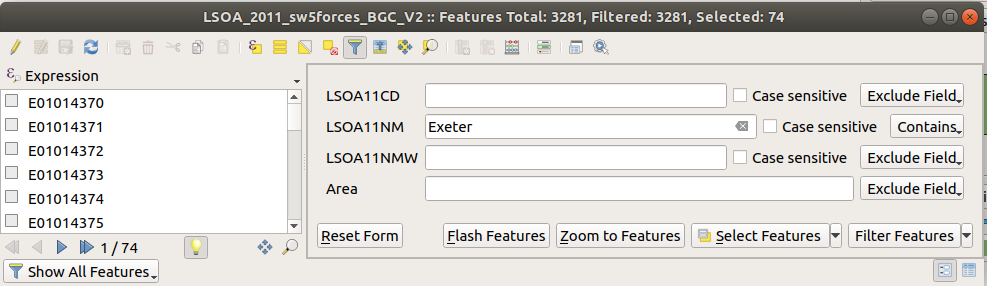 LSOA_2011_sw5forces_BGC_V2 :: Features Total: 3281, Filtered: 3281, Selected: 74
Expression
E01014370
E01014371
E01014372
E01014373
E01014374
E01014375
1 / 74
Show All Features
LSOA11CD Case sensitive Exclude Field
LSOA11NM Exeter Case sensitive Contains
LSOA11NMW Case sensitive Exclude Field
Area Exclude Field
Reset Form Flash Features Zoom to Features Select Features Filter Features